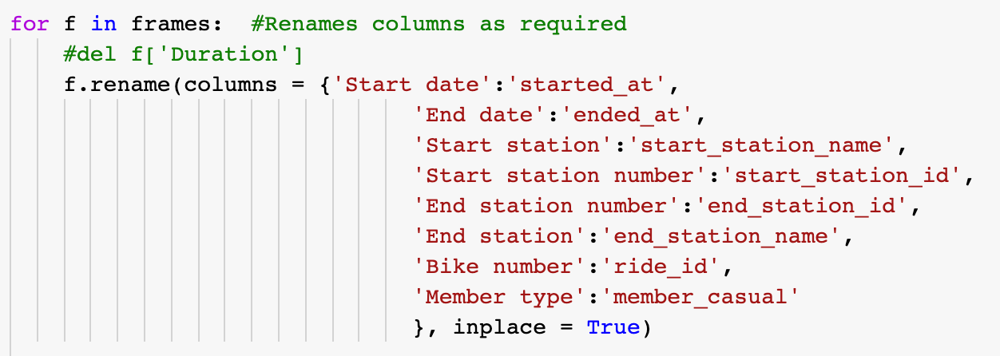 for f in frames:  #Renames columns as required
    #del f['Duration']
    f.rename(columns = {'Start date':'started_at',
                              'End date':'ended_at',
                              'Start station':'start_station_name',
                              'Start station number':'start_station_id',
                              'End station number':'end_station_id',
                              'End station':'end_station_name',
                              'Bike number':'ride_id',
                              'Member type':'member_casual'
                              }, inplace = True)